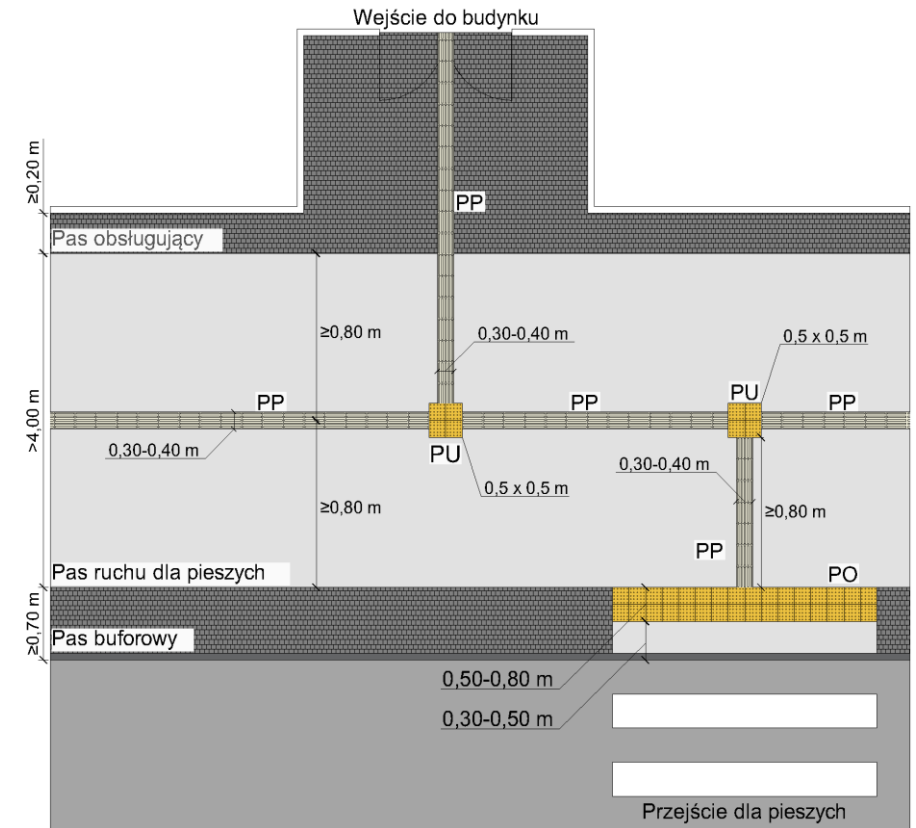 Wejście do budynku
≥0,20 m
PP
Pas obsługujący
≥0,80 m
0,30-0,40 m
0,5 x 0,5 m
>4,00 m
PP
PP
PU
PP
0,30-0,40 m
PU
0,30-0,40 m
0,5 x 0,5 m
≥0,80 m
≥0,80 m
PP
Pas ruchu dla pieszych
PO
≥0,70 m
Pas buforowy
0,50-0,80 m
0,30-0,50 m
Przejście dla pieszych